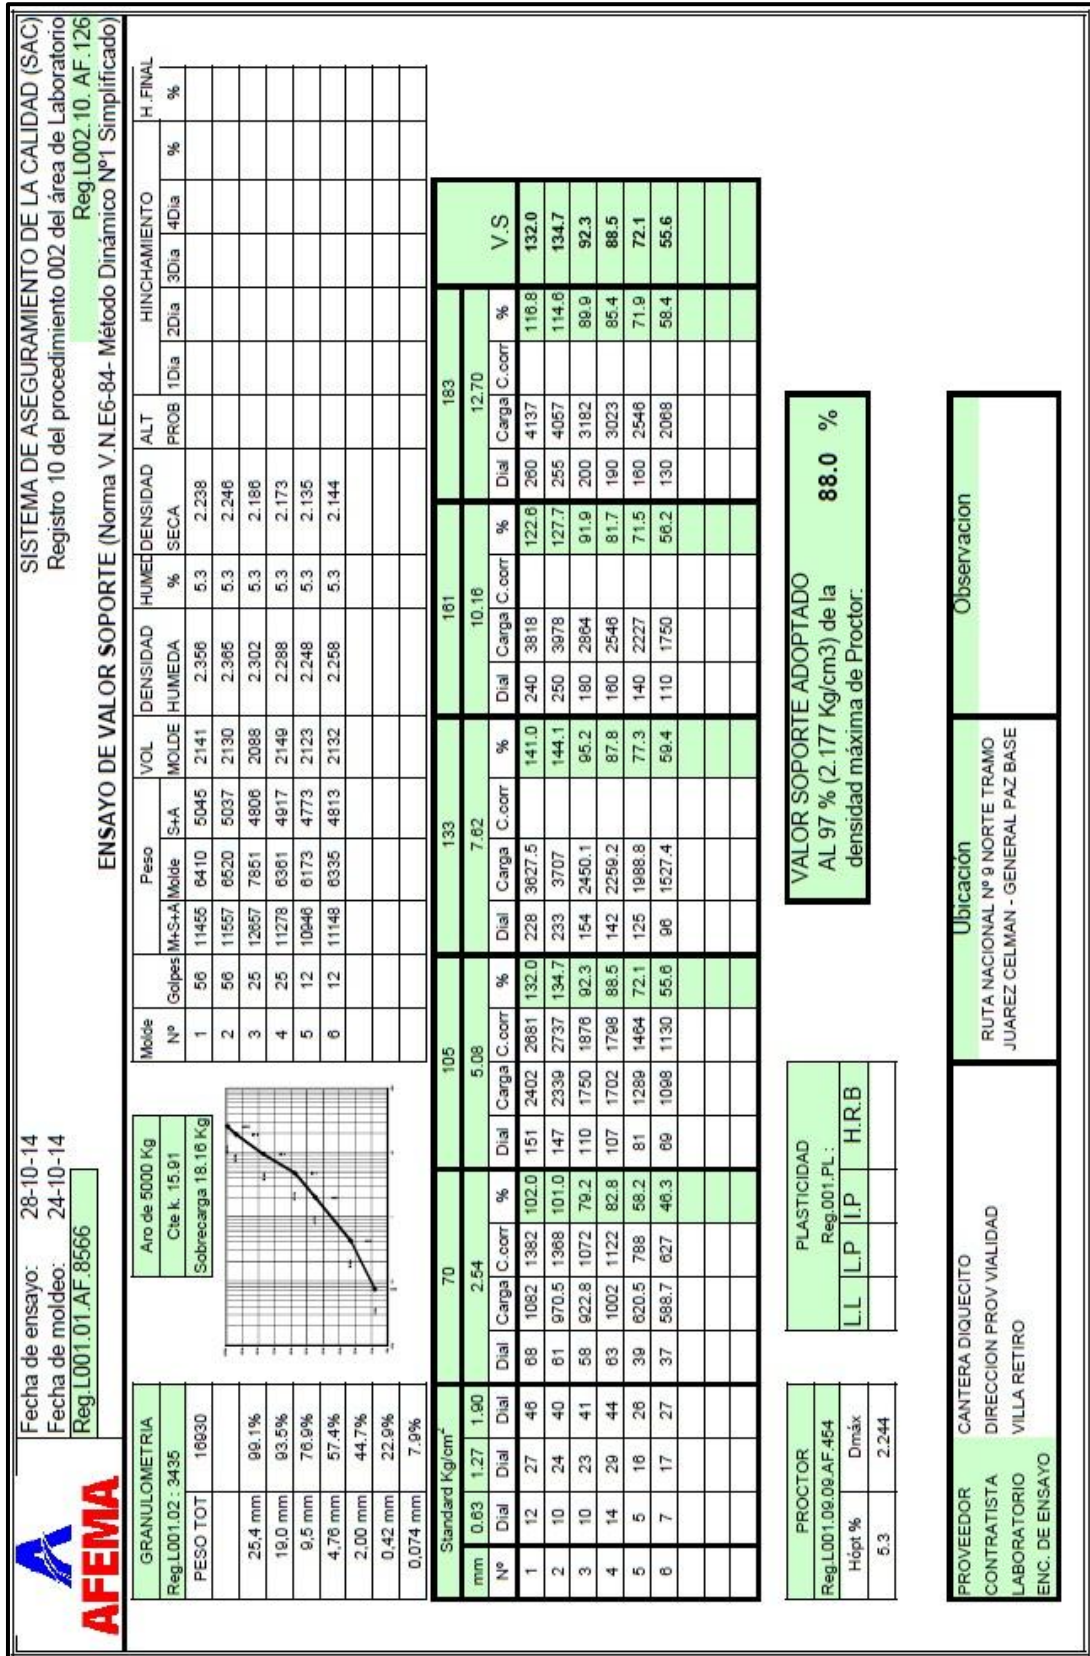 AFEMA
Fecha de ensayo: 28-10-14
Fecha de moldeo: 24-10-14
Reg.L001.01.AF.8566
SISTEMA DE ASEGURAMIENTO DE LA CALIDAD (SAC)
Registro 10 del procedimiento 002 del área de Laboratorio
Reg.L002.10. AF.126
ENSAYO DE VALOR SOPORTE (Norma V.N.E6-84- Método Dinámico Nº1 Simplificado)
GRANULOMETRIA
Reg.L001.02 : 3435
PESO TOT 16930
25,4 mm 99.1%
19,0 mm 93.5%
9,5 mm 76.9%
4,76 mm 57.4%
2,00 mm 44.7%
0,42 mm 22.9%
0,074 mm 7.9%
Aro de 5000 Kg
Cte k. 15.91
Sobrecarga 18.16 Kg
Molde Peso VOL DENSIDAD HUMED DENSIDAD ALT HINCHAMIENTO H.FINAL
Nº Golpes M+S+A Molde S+A MOLDE HUMEDA % SECA PROB 1Dia 2Dia 3Dia 4Dia % %
1 56 11455 6410 5045 2141 2.356 5.3 2.238
2 56 11557 6520 5037 2130 2.365 5.3 2.246
3 25 12657 7851 4806 2088 2.302 5.3 2.186
4 25 11278 6361 4917 2149 2.288 5.3 2.173
5 12 10946 6173 4773 2123 2.248 5.3 2.135
6 12 11148 6335 4813 2132 2.258 5.3 2.144
Standard Kg/cm2 70 105 133 161 183
mm 0.63 1.27 1.90 2.54 5.08 7.62 10.16 12.70 V.S
Nº Dial Dial Dial Dial Carga C.corr % Dial Carga C.corr % Dial Carga C.corr % Dial Carga C.corr % Dial Carga C.corr %
1 12 27 46 68 1082 1382 102.0 151 2402 2681 132.0 228 3627.5 141.0 240 3818 122.6 260 4137 116.8 132.0
2 10 24 40 61 970.5 1368 101.0 147 2339 2737 134.7 233 3707 144.1 250 3978 127.7 255 4057 114.6 134.7
3 10 23 41 58 922.8 1072 79.2 110 1750 1876 92.3 154 2450.1 95.2 180 2864 91.9 200 3182 89.9 92.3
4 14 29 44 63 1002 1122 82.8 107 1702 1798 88.5 142 2259.2 87.8 160 2546 81.7 190 3023 85.4 88.5
5 5 16 26 39 620.5 788 58.2 81 1289 1464 72.1 125 1988.8 77.3 140 2227 71.5 160 2546 71.9 72.1
6 7 17 27 37 588.7 627 46.3 69 1098 1130 55.6 96 1527.4 59.4 110 1750 56.2 130 2068 58.4 55.6
PROCTOR
Reg.L001.09.09.AF.454
Hópt % Dmáx
5.3 2.244
PLASTICIDAD
Reg.001.PL :
L.L L.P I.P H.R.B
VALOR SOPORTE ADOPTADO
AL 97 % (2.177 Kg/cm3) de la
densidad máxima de Proctor: 88.0 %
PROVEEDOR CANTERA DIQUECITO
CONTRATISTA DIRECCION PROV VIALIDAD
LABORATORIO VILLA RETIRO
ENC. DE ENSAYO
Ubicación
RUTA NACIONAL Nº 9 NORTE TRAMO
JUAREZ CELMAN - GENERAL PAZ BASE
Observacion